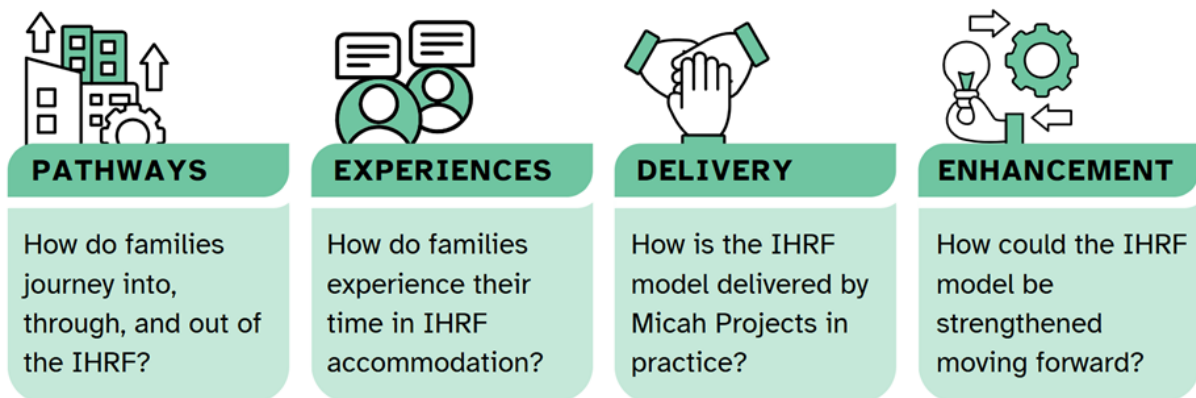 PATHWAYS
How do families
journey into,
through, and out of
the IHRF?
EXPERIENCES
How do families
experience their
time in IHRF
accommodation?
DELIVERY
How is the IHRF
model delivered by
Micah Projects in
practice?
ENHANCEMENT
How could the IHRF
model be
strengthened
moving forward?